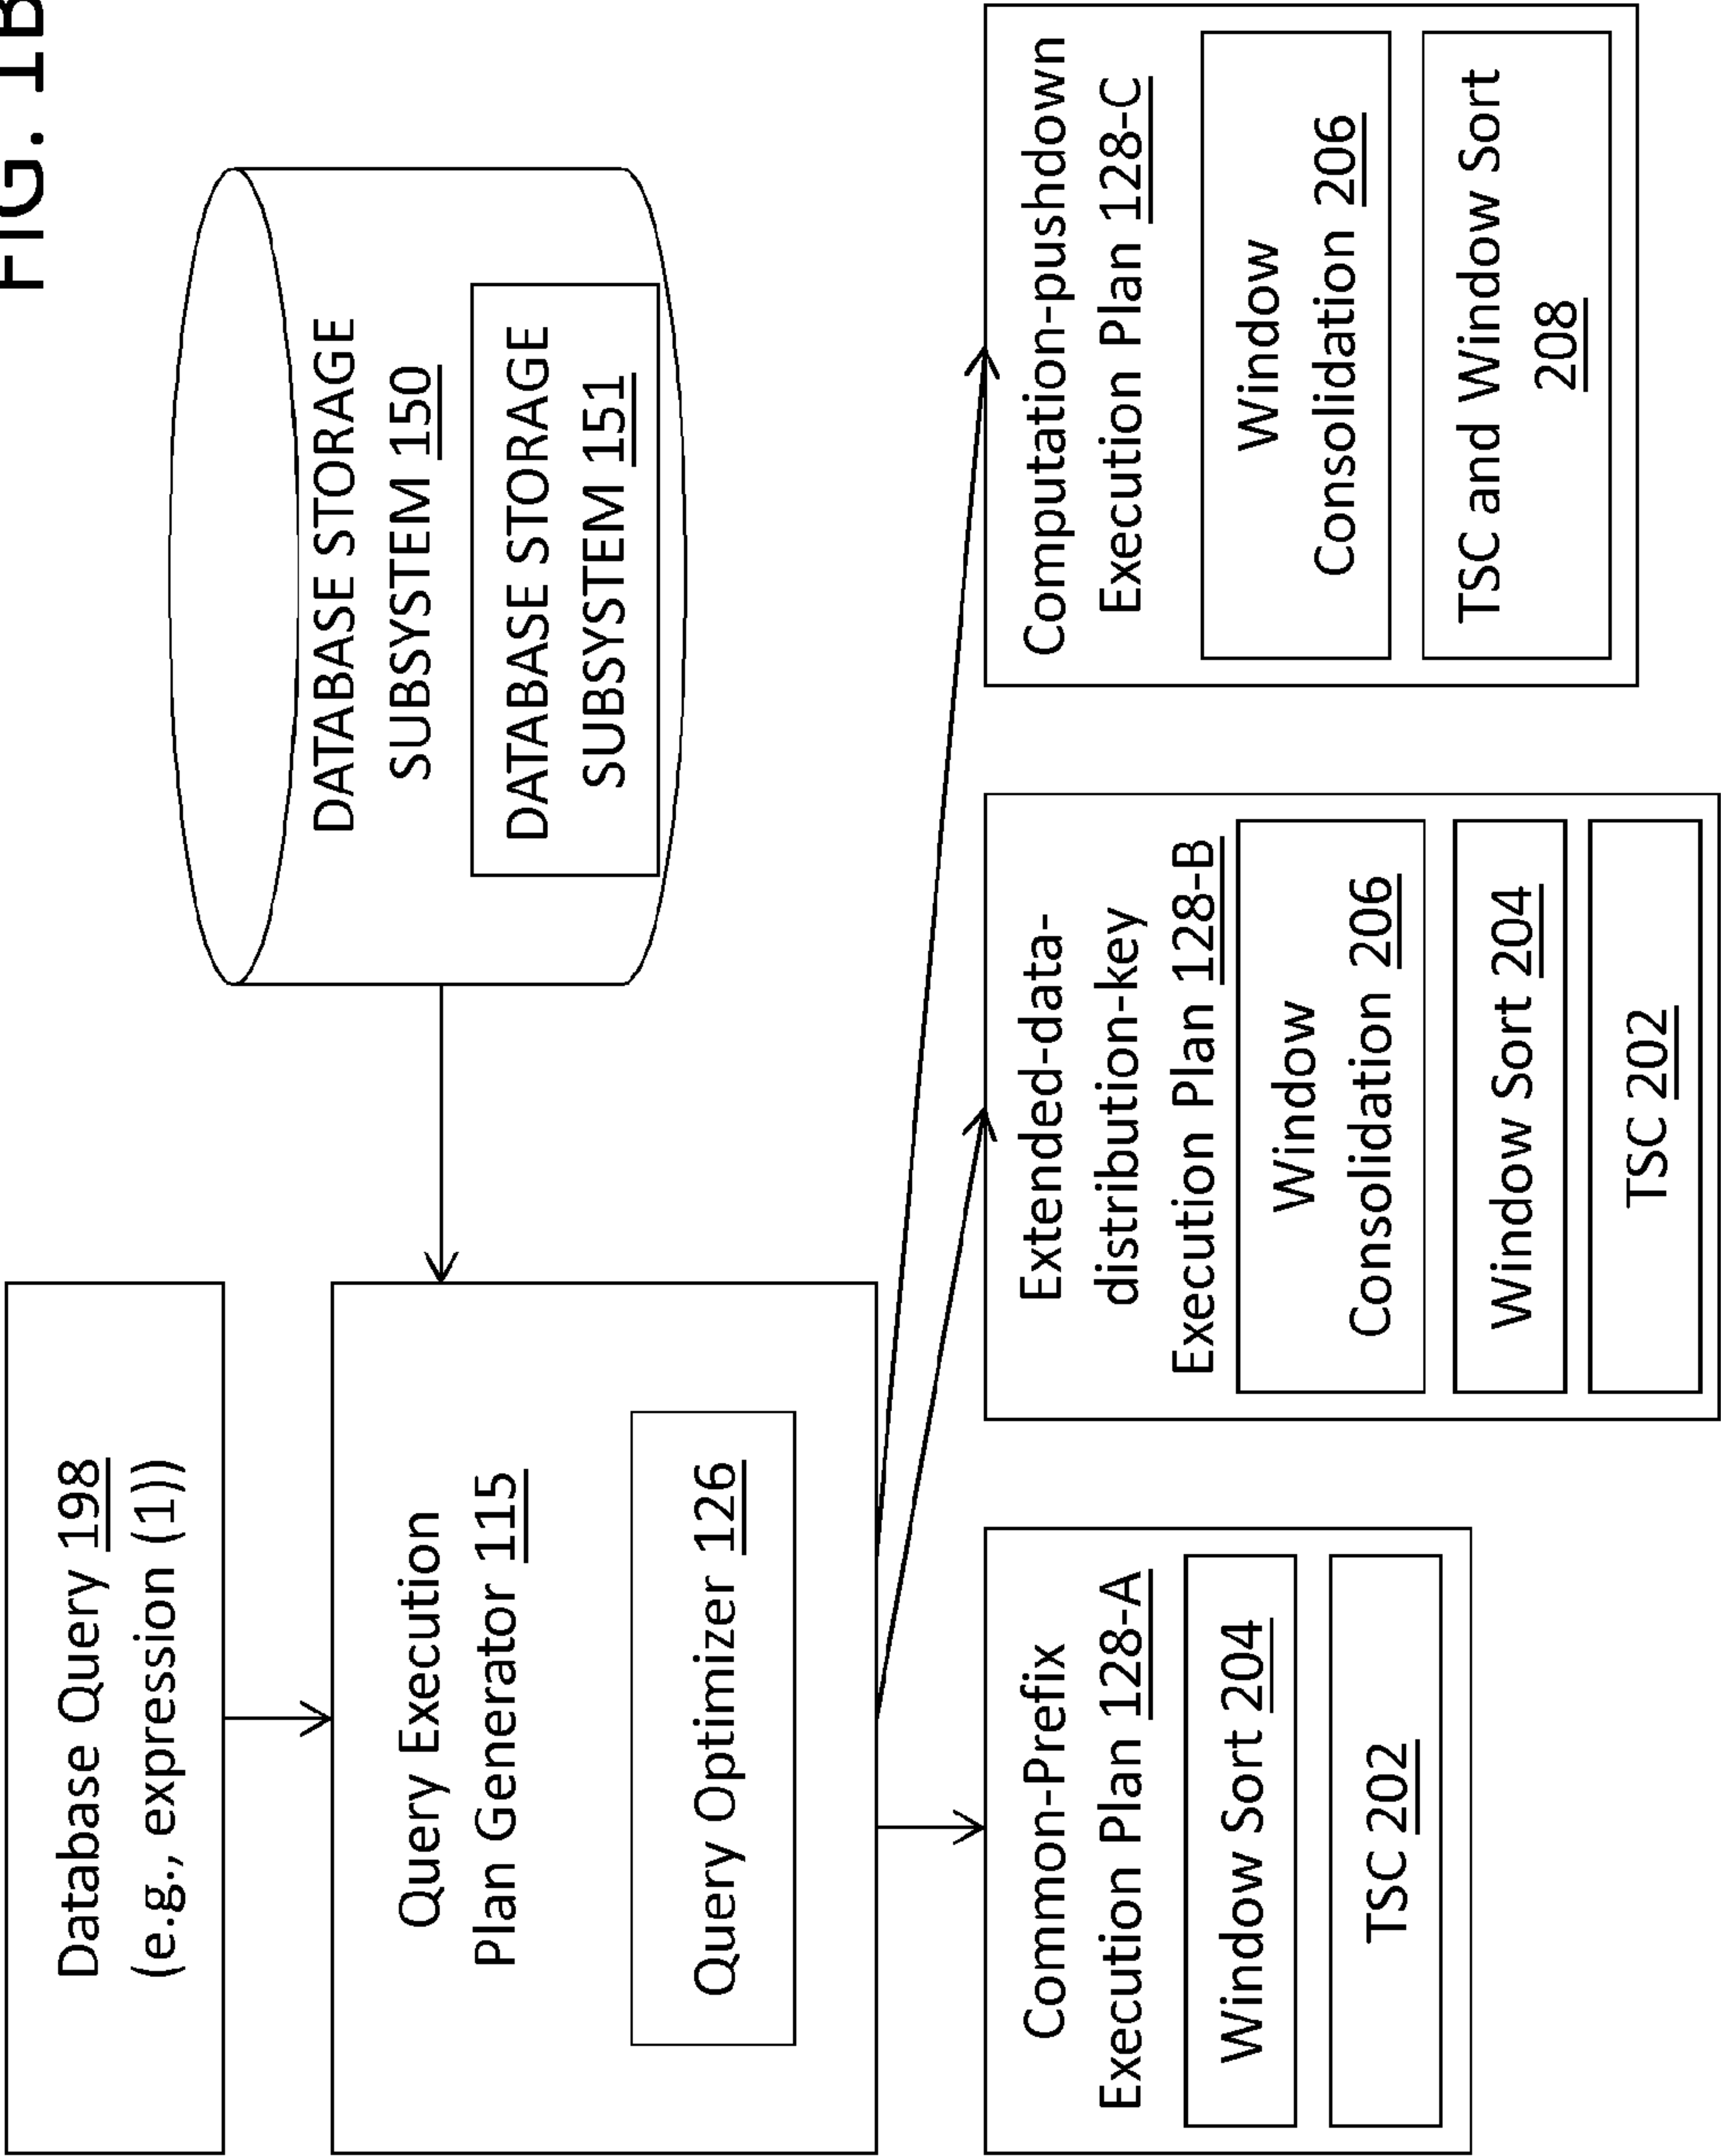 FIG. 1B
Database Query 198
(e.g., expression (1))
DATABASE STORAGE
SUBSYSTEM 150
DATABASE STORAGE
SUBSYSTEM 151
Query Execution
Plan Generator 115
Query Optimizer 126
Common-Prefix
Execution Plan 128-A
Window Sort 204
TSC 202
Extended-data-
distribution-key
Execution Plan 128-B
Window
Consolidation 206
Window Sort 204
TSC 202
Computation-pushdown
Execution Plan 128-C
Window
Consolidation 206
TSC and Window Sort
208